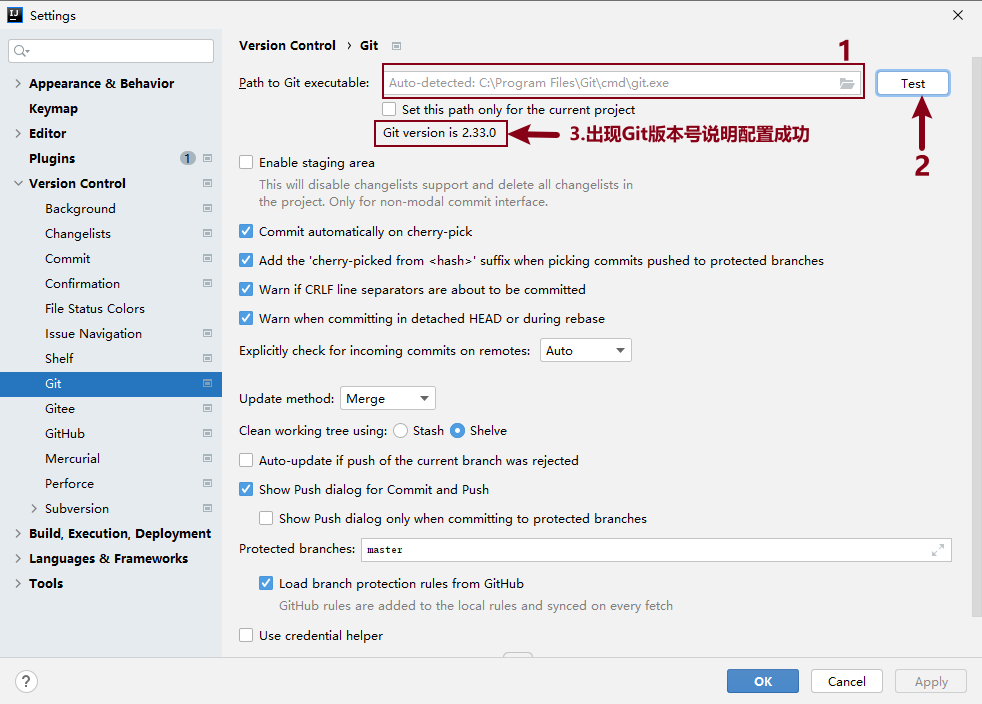 Settings
Version Control › Git
1
Appearance & Behavior
Path to Git executable: Auto-detected: C:\Program Files\Git\cmd\git.exe Test
Keymap
Set this path only for the current project
Editor
Git version is 2.33.0
3.出现Git版本号说明配置成功
2
Plugins 1
Enable staging area
Version Control
This will disable changelists support and delete all changelists in
the project. Only for non-modal commit interface.
Background
Changelists
Commit
Confirmation
File Status Colors
Issue Navigation
Shelf
Git
Gitee
GitHub
Mercurial
Perforce
Subversion
Build, Execution, Deployment
Languages & Frameworks
Tools
Commit automatically on cherry-pick
Add the 'cherry-picked from <hash>' suffix when picking commits pushed to protected branches
Warn if CRLF line separators are about to be committed
Warn when committing in detached HEAD or during rebase
Explicitly check for incoming commits on remotes: Auto
Update method: Merge
Clean working tree using: Stash Shelve
Auto-update if push of the current branch was rejected
Show Push dialog for Commit and Push
Show Push dialog only when committing to protected branches
Protected branches: master
Load branch protection rules from GitHub
GitHub rules are added to the local rules and synced on every fetch
Use credential helper
?
OK Cancel Apply